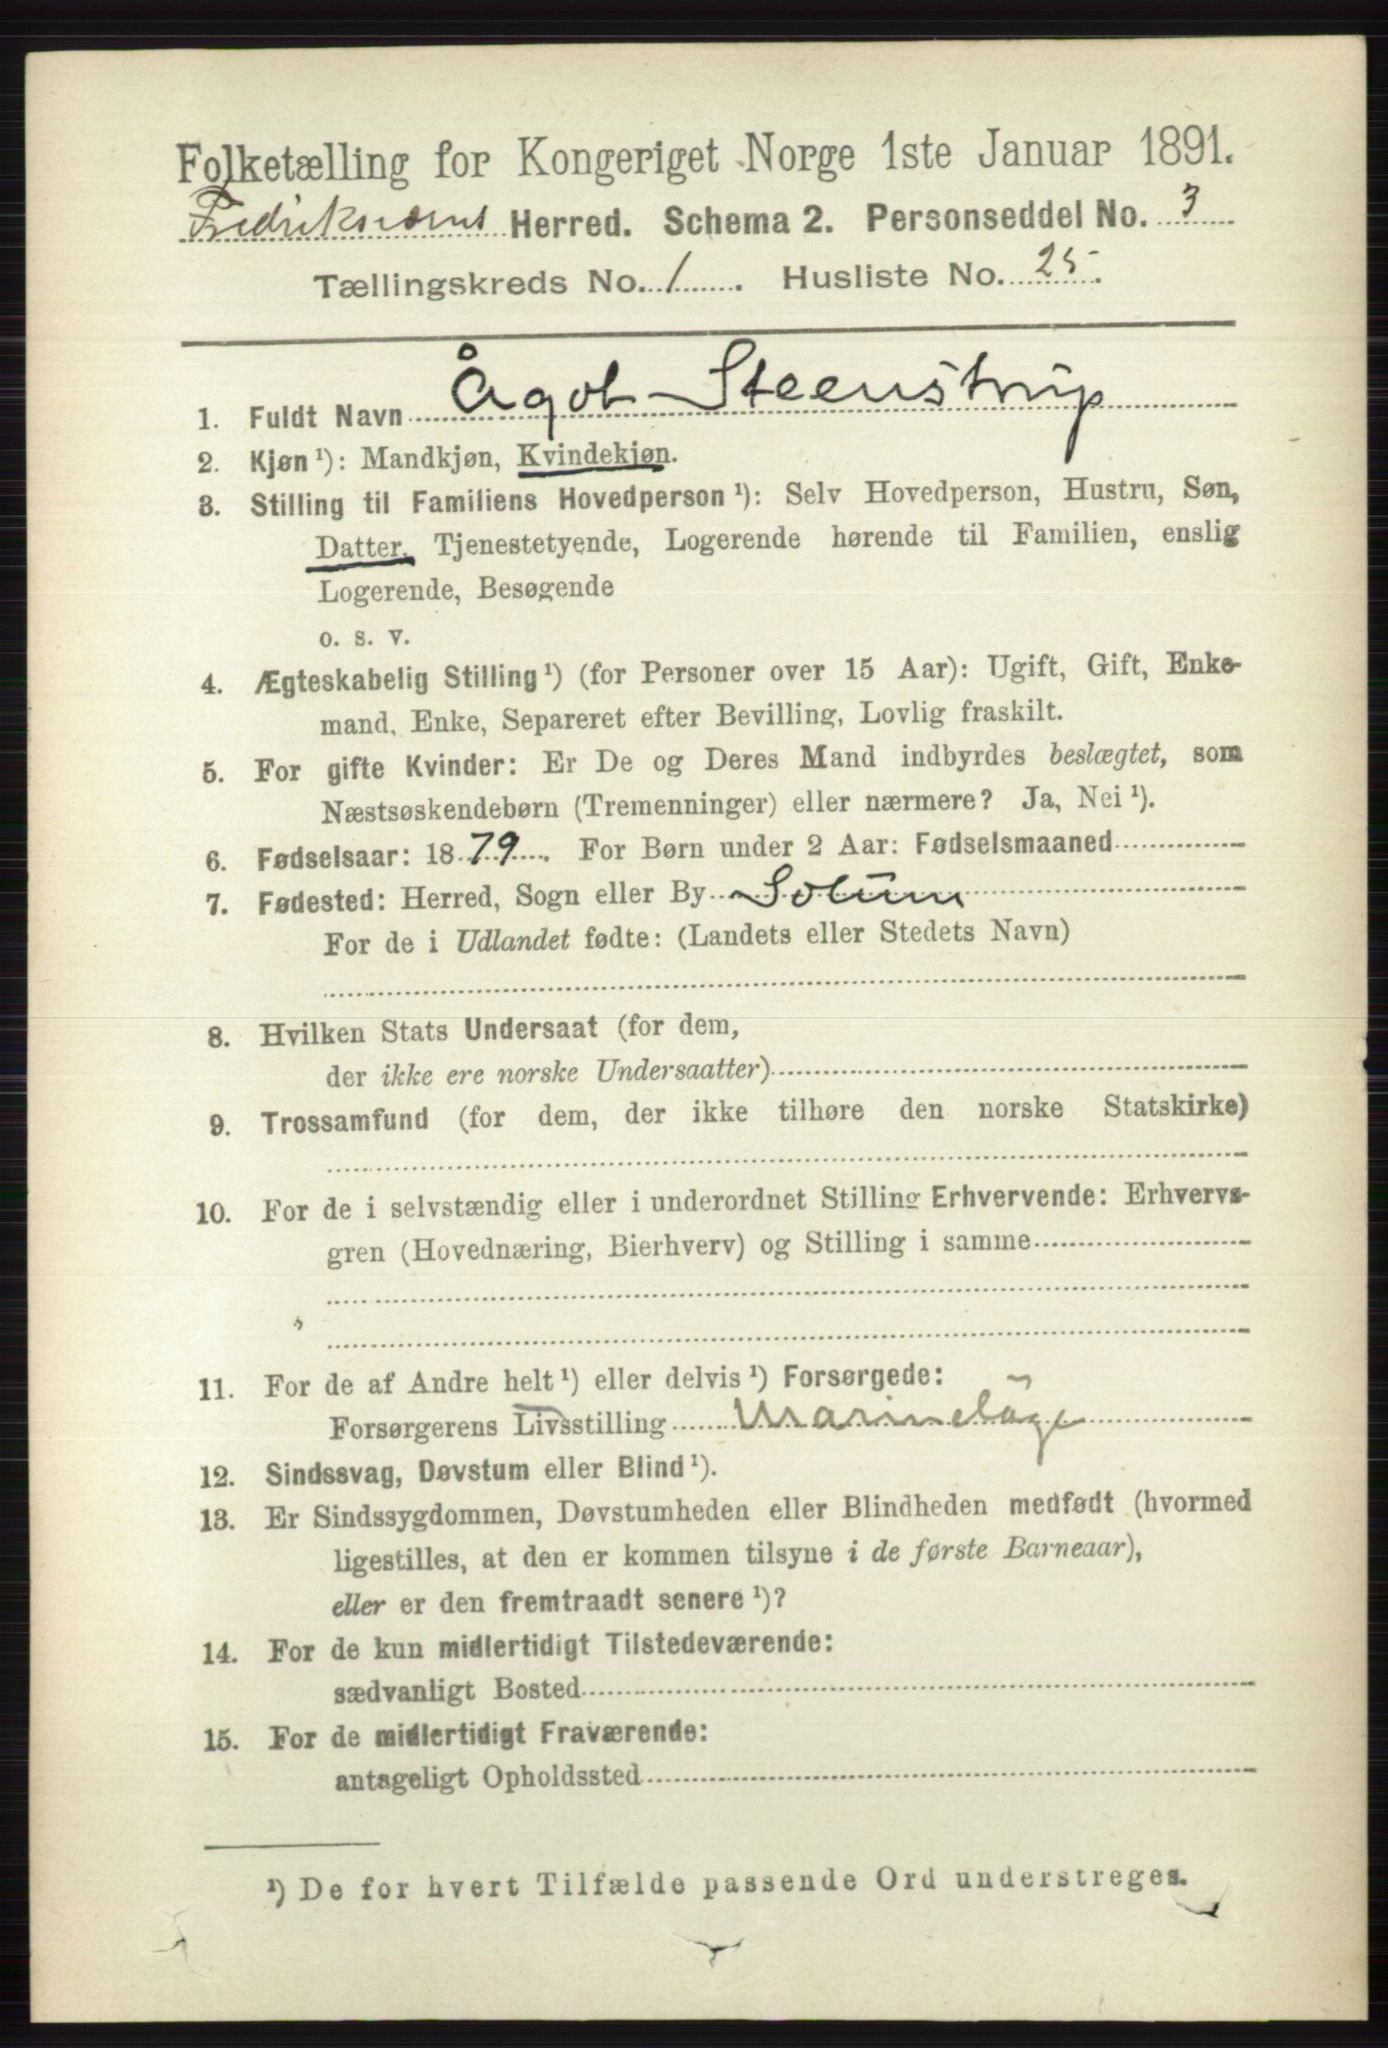 Folketælling for Kongeriget Norge 1ste Januar 1891.
Fredriksværns Herred. Schema 2. Personseddel No. 3
Tællingskreds No. 1. Husliste No. 25.
1. Fuldt Navn Ågot Steenstrup
2. Kjøn ¹): Mandkjøn, Kvindekjøn.
3. Stilling til Familiens Hovedperson ¹): Selv Hovedperson, Hustru, Søn,
Datter, Tjenestetyende, Logerende hørende til Familien, enslig
Logerende, Besøgende
o. s. v.
4. Ægteskabelig Stilling ¹) (for Personer over 15 Aar): Ugift, Gift, Enke-
mand, Enke, Separeret efter Bevilling, Lovlig fraskilt.
5. For gifte Kvinder: Er De og Deres Mand indbyrdes beslægtet, som
Næstsøskendebørn (Tremenninger) eller nærmere? Ja, Nei ¹).
6. Fødselsaar: 1879. For Børn under 2 Aar: Fødselsmaaned
7. Fødested: Herred, Sogn eller By Solum
For de i Udlandet fødte: (Landets eller Stedets Navn)
8. Hvilken Stats Undersaat (for dem,
der ikke ere norske Undersaatter)
9. Trossamfund (for dem, der ikke tilhøre den norske Statskirke)
10. For de i selvstændig eller i underordnet Stilling Erhvervende: Erhvervs-
gren (Hovednæring, Bierhverv) og Stilling i samme
11. For de af Andre helt ¹) eller delvis ¹) Forsørgede:
Forsørgerens Livsstilling Marinelæge
12. Sindssvag, Døvstum eller Blind ¹).
13. Er Sindssygdommen, Døvstumheden eller Blindheden medfødt (hvormed
ligestilles, at den er kommen tilsyne i de første Barneaar),
eller er den fremtraadt senere ¹)?
14. For de kun midlertidigt Tilstedeværende:
sædvanligt Bosted
15. For de midlertidigt Fraværende:
antageligt Opholdssted
¹) De for hvert Tilfælde passende Ord understreges.